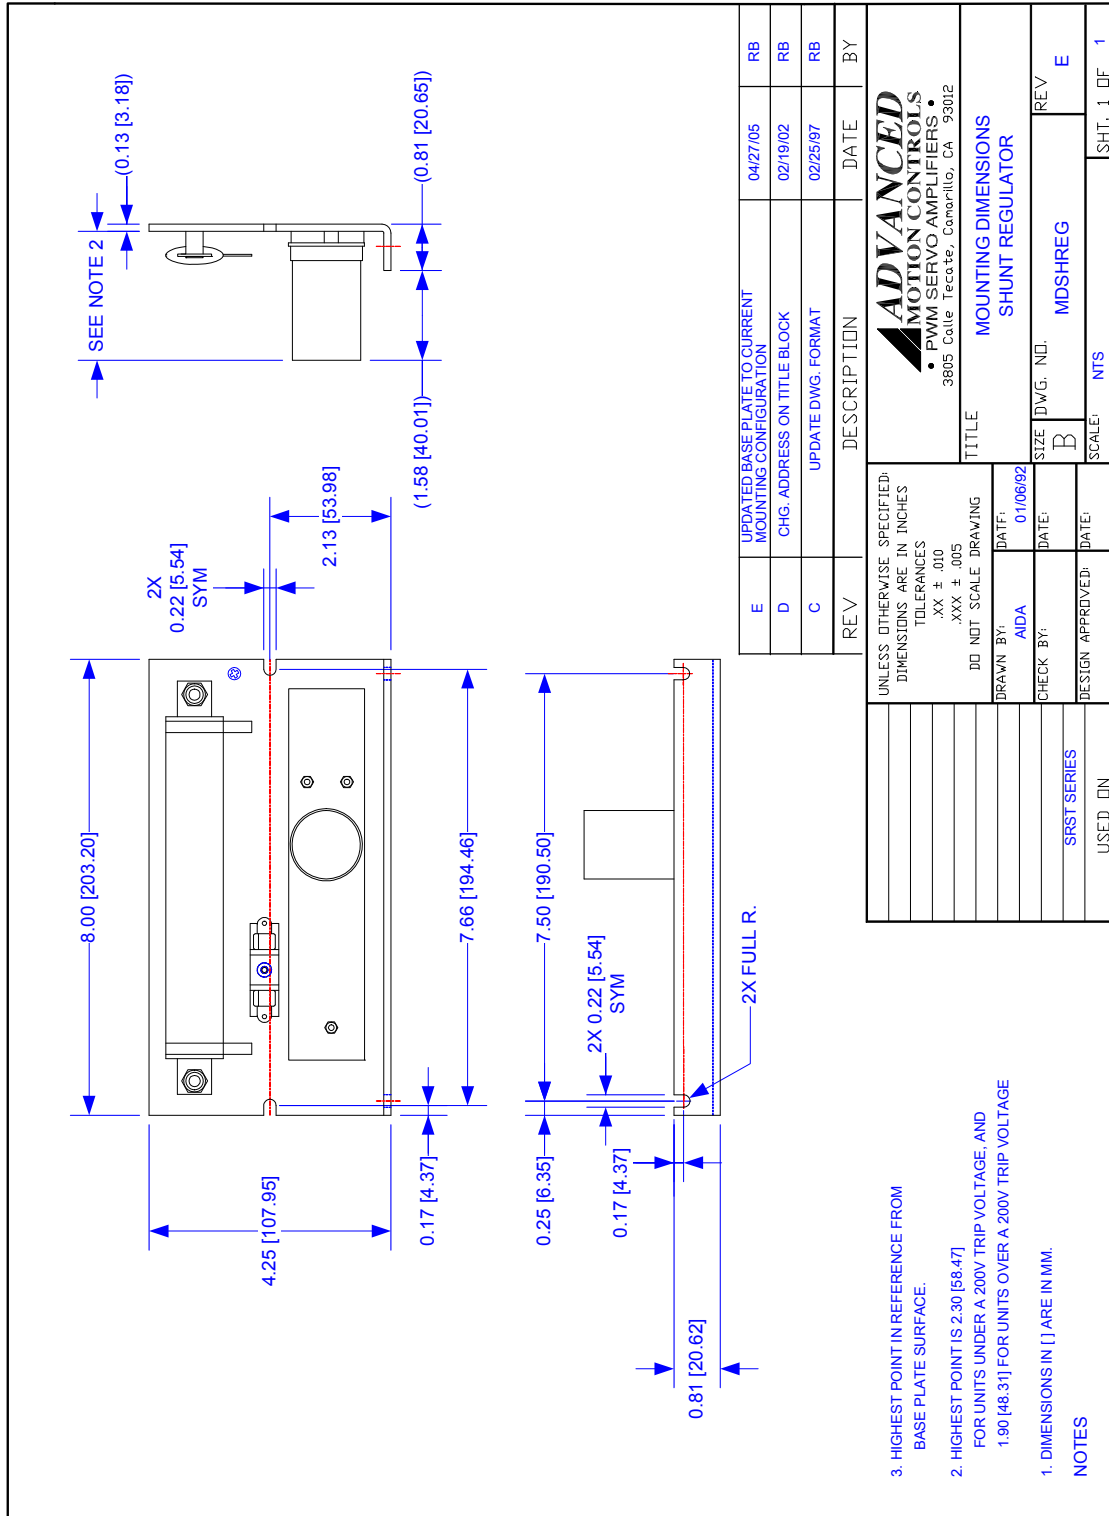 (0.13 [3.18])
SEE NOTE 2
(0.81 [20.65])
(1.58 [40.01])
2X
0.22 [5.54]
SYM
2.13 [53.98]
8.00 [203.20]
7.66 [194.46]
4.25 [107.95]
0.17 [4.37]
7.50 [190.50]
2X 0.22 [5.54]
SYM
0.25 [6.35]
0.17 [4.37]
2X FULL R.
0.81 [20.62]
E UPDATED BASE PLATE TO CURRENT
MOUNTING CONFIGURATION 04/27/05 RB
D CHG. ADDRESS ON TITLE BLOCK 02/19/02 RB
C UPDATE DWG. FORMAT 02/25/97 RB
REV DESCRIPTION DATE BY
3. HIGHEST POINT IN REFERENCE FROM
BASE PLATE SURFACE.
2. HIGHEST POINT IS 2.30 [58.47]
FOR UNITS UNDER A 200V TRIP VOLTAGE, AND
1.90 [48.31] FOR UNITS OVER A 200V TRIP VOLTAGE
1. DIMENSIONS IN [ ] ARE IN MM.
NOTES
SRST SERIES
USED ON
UNLESS OTHERWISE SPECIFIED:
DIMENSIONS ARE IN INCHES
TOLERANCES
.XX ± .010
.XXX ± .005
DO NOT SCALE DRAWING
DRAWN BY: AIDA
DATE: 01/06/92
CHECK BY:
DATE:
DESIGN APPROVED:
DATE:
ADVANCED
MOTION CONTROLS
• PWM SERVO AMPLIFIERS •
3805 Calle Tecate, Camarillo, CA 93012
TITLE
MOUNTING DIMENSIONS
SHUNT REGULATOR
SIZE B
DWG. NO. MDSHREG
REV E
SCALE: NTS
SHT. 1 OF 1